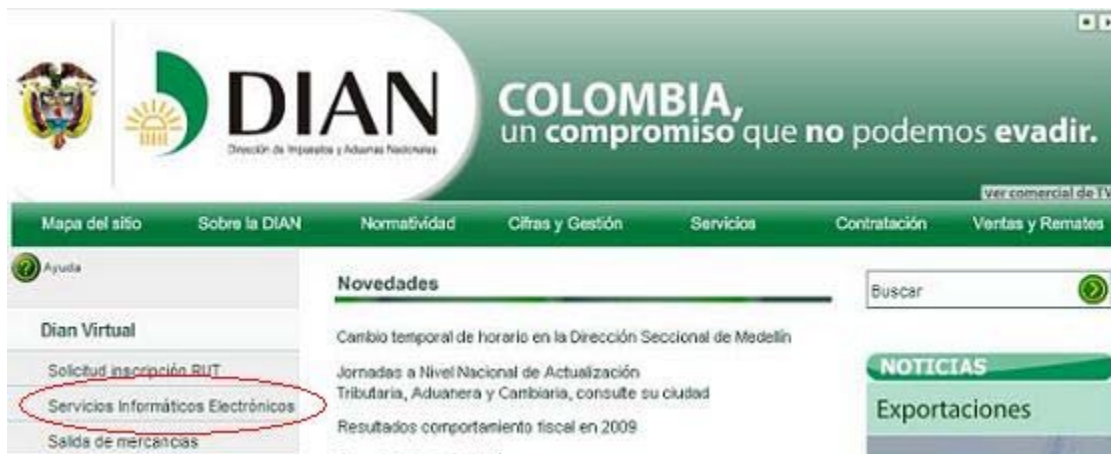 DIAN
Dirección de Impuestos y Aduanas Nacionales
COLOMBIA,
un compromiso que no podemos evadir.
ver comercial de TV
Mapa del sitio
Sobre la DIAN
Normatividad
Cifras y Gestión
Servicios
Contratación
Ventas y Remates
Ayuda
Dian Virtual
Solicitud inscripción RUT
Servicios Informáticos Electrónicos
Salida de mercancías
Novedades
Cambio temporal de horario en la Dirección Seccional de Medellín
Jornadas a Nivel Nacional de Actualización
Tributaria, Aduanera y Cambiaria, consulte su ciudad
Resultados comportamiento fiscal en 2009
Buscar
NOTICIAS
Exportaciones